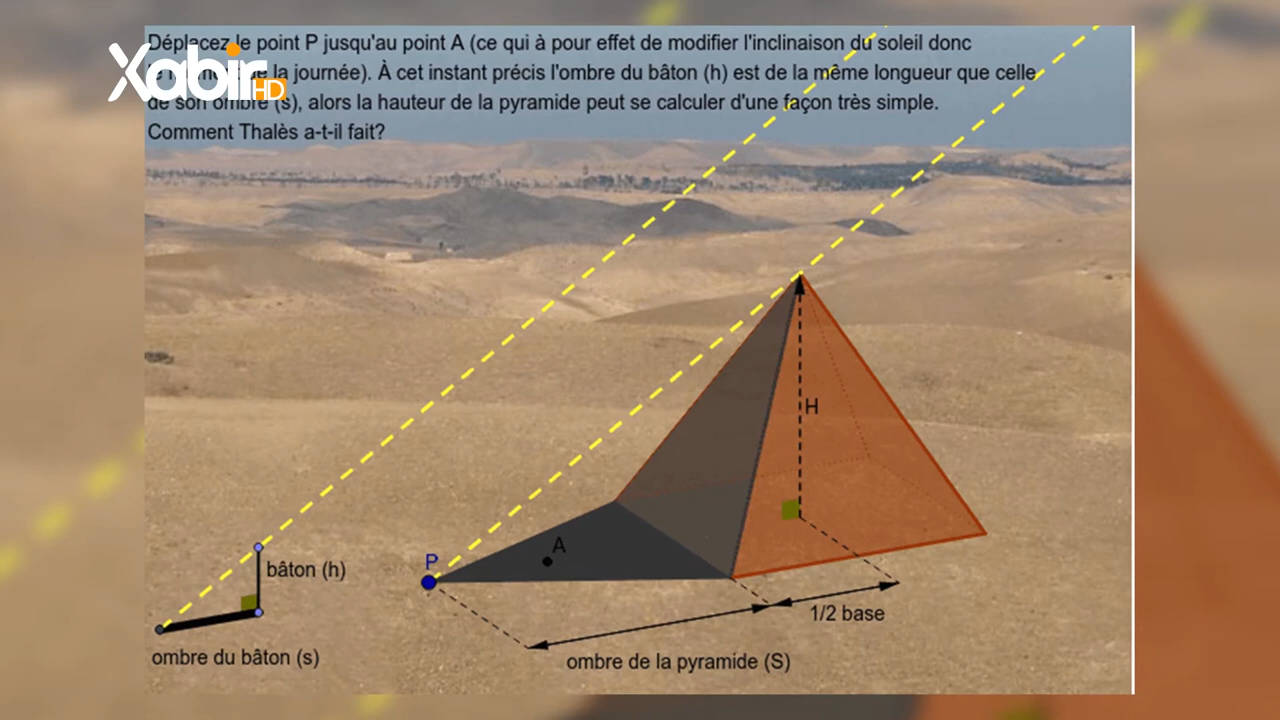 Déplacez le point P jusqu'au point A (ce qui à pour effet de modifier l'inclinaison du soleil donc
la journée). À cet instant précis l'ombre du bâton (h) est de la même longueur que celle
de son ombre (s), alors la hauteur de la pyramide peut se calculer d'une façon très simple.
Comment Thalès a-t-il fait?
Xabir HD
H
A
P
bâton (h)
1/2 base
ombre du bâton (s)
ombre de la pyramide (S)